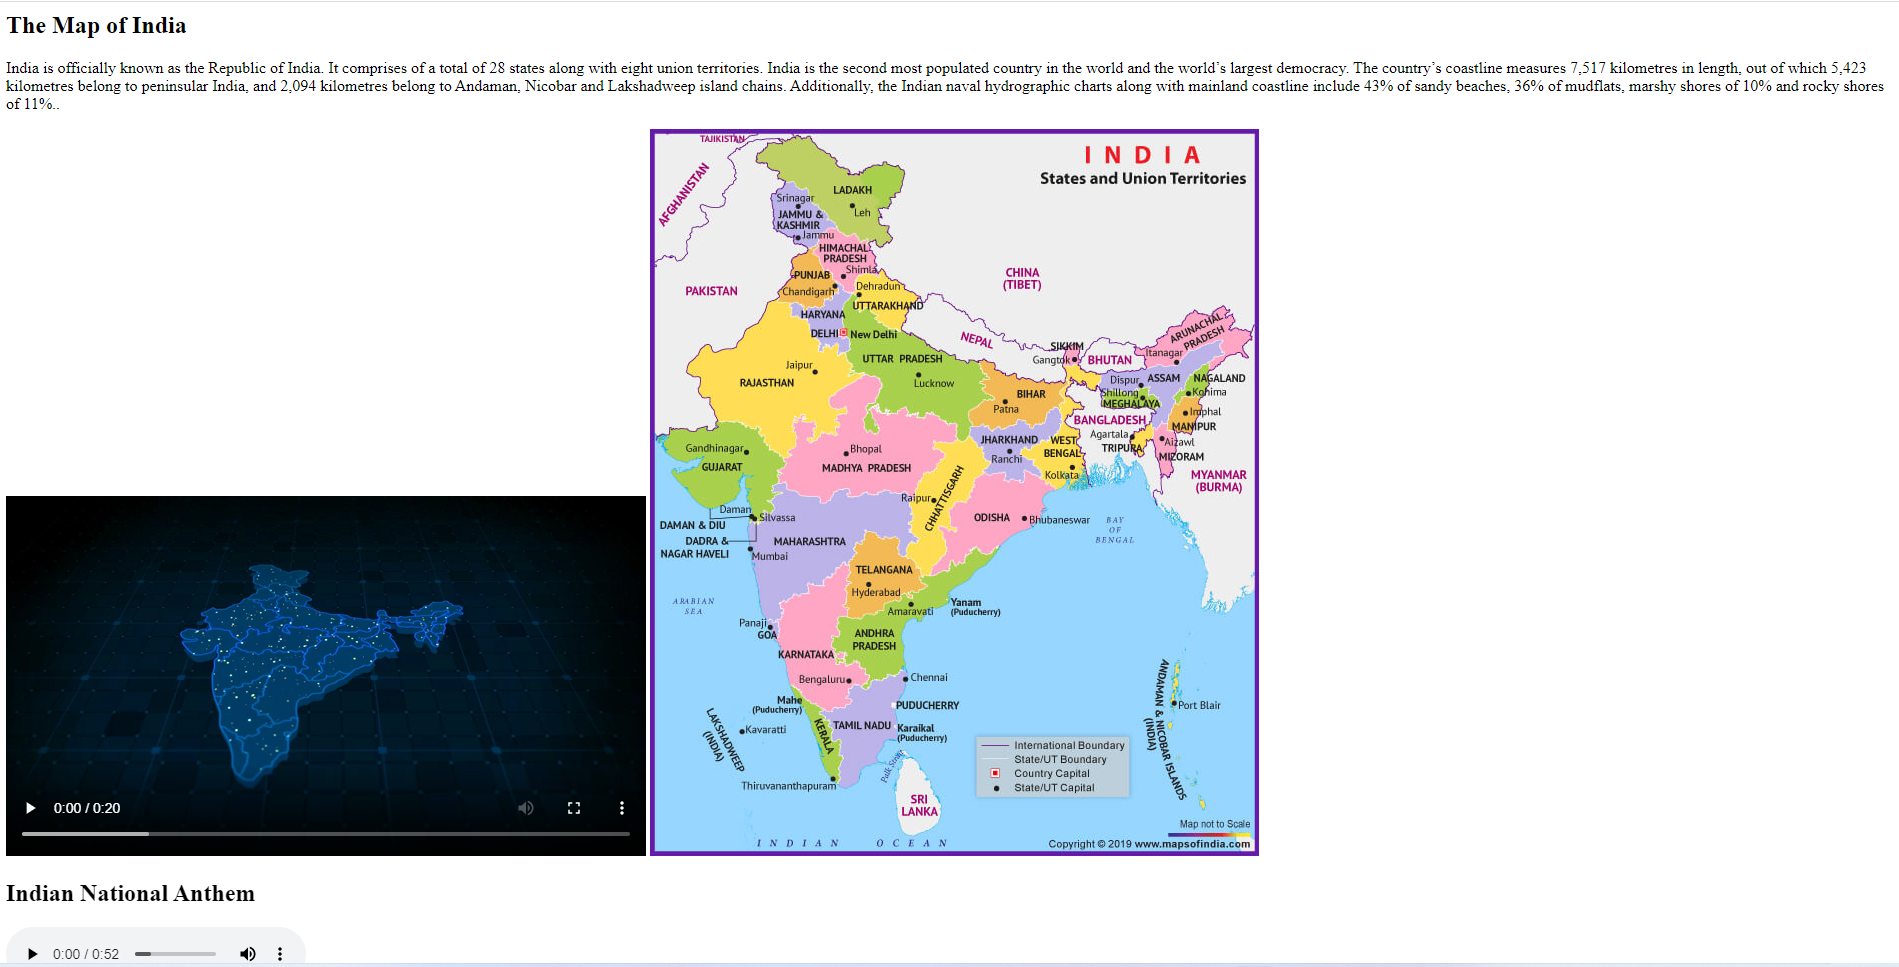 The Map of India
India is officially known as the Republic of India. It comprises of a total of 28 states along with eight union territories. India is the second most populated country in the world and the world’s largest democracy. The country’s coastline measures 7,517 kilometres in length, out of which 5,423
kilometres belong to peninsular India, and 2,094 kilometres belong to Andaman, Nicobar and Lakshadweep island chains. Additionally, the Indian naval hydrographic charts along with mainland coastline include 43% of sandy beaches, 36% of mudflats, marshy shores of 10% and rocky shores
of 11%..
TAJIKISTAN
INDIA
States and Union Territories
AFGHANISTAN
LADAKH
Srinagar
Leh
JAMMU &
KASHMIR
Jammu
HIMACHAL
PRADESH
Shimla
PUNJAB
CHINA
(TIBET)
PAKISTAN
Chandigarh
Dehradun
UTTARAKHAND
HARYANA
DELHI
New Delhi
NEPAL
ARUNACHAL
PRADESH
SIKKIM
Gangtok
BHUTAN
Itanagar
UTTAR PRADESH
Jaipur
Lucknow
RAJASTHAN
Dispur
ASSAM
NAGALAND
BIHAR
Shillong
Kohima
MEGHALAYA
Patna
Imphal
BANGLADESH
MANIPUR
JHARKHAND
WEST
BENGAL
Agartala
TRIPURA
Aizawl
MIZORAM
Gandhinagar
Bhopal
Ranchi
GUJARAT
MADHYA PRADESH
Kolkata
MYANMAR
(BURMA)
CHHATTISGARH
Raipur
Daman
Silvassa
ODISHA
Bhubaneswar
BAY
OF
BENGAL
DAMAN & DIU
DADRA &
NAGAR HAVELI
MAHARASHTRA
Mumbai
TELANGANA
Hyderabad
ARABIAN
SEA
Amaravati
Yanam
(Puducherry)
Panaji
GOA
ANDHRA
PRADESH
KARNATAKA
Bengaluru
Chennai
ANDAMAN & NICOBAR ISLANDS
(INDIA)
Port Blair
Mahe
(Puducherry)
PUDUCHERRY
LAKSHADWEEP
(INDIA)
Kavaratti
KERALA
TAMIL NADU
Karaikal
(Puducherry)
International Boundary
State/UT Boundary
Country Capital
State/UT Capital
Palk Strait
Thiruvananthapuram
SRI
LANKA
Map not to Scale
INDIAN OCEAN
Copyright © 2019 www.mapsofindia.com
0:00 / 0:20
Indian National Anthem
0:00 / 0:52